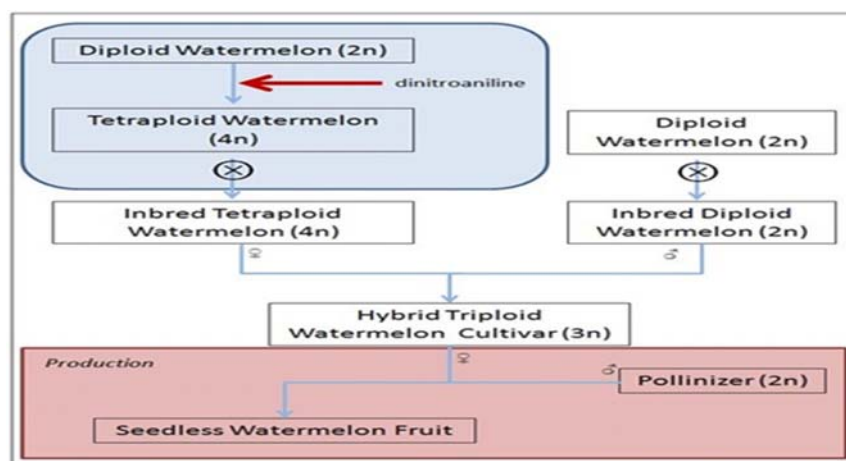 Diploid Watermelon (2n)
dinitroaniline
Tetraploid Watermelon
(4n)
Diploid
Watermelon (2n)
Inbred Tetraploid
Watermelon (4n)
Inbred Diploid
Watermelon (2n)
♀
♂
Hybrid Triploid
Watermelon Cultivar (3n)
Production
♀
♂
Pollinizer (2n)
Seedless Watermelon Fruit